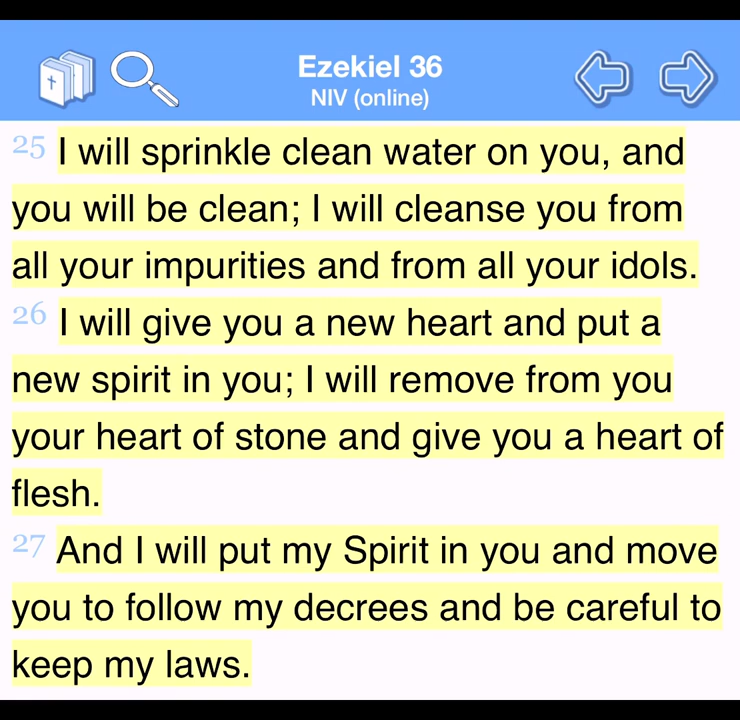 Ezekiel 36
NIV (online)
25 I will sprinkle clean water on you, and
you will be clean; I will cleanse you from
all your impurities and from all your idols.
26 I will give you a new heart and put a
new spirit in you; I will remove from you
your heart of stone and give you a heart of
flesh.
27 And I will put my Spirit in you and move
you to follow my decrees and be careful to
keep my laws.